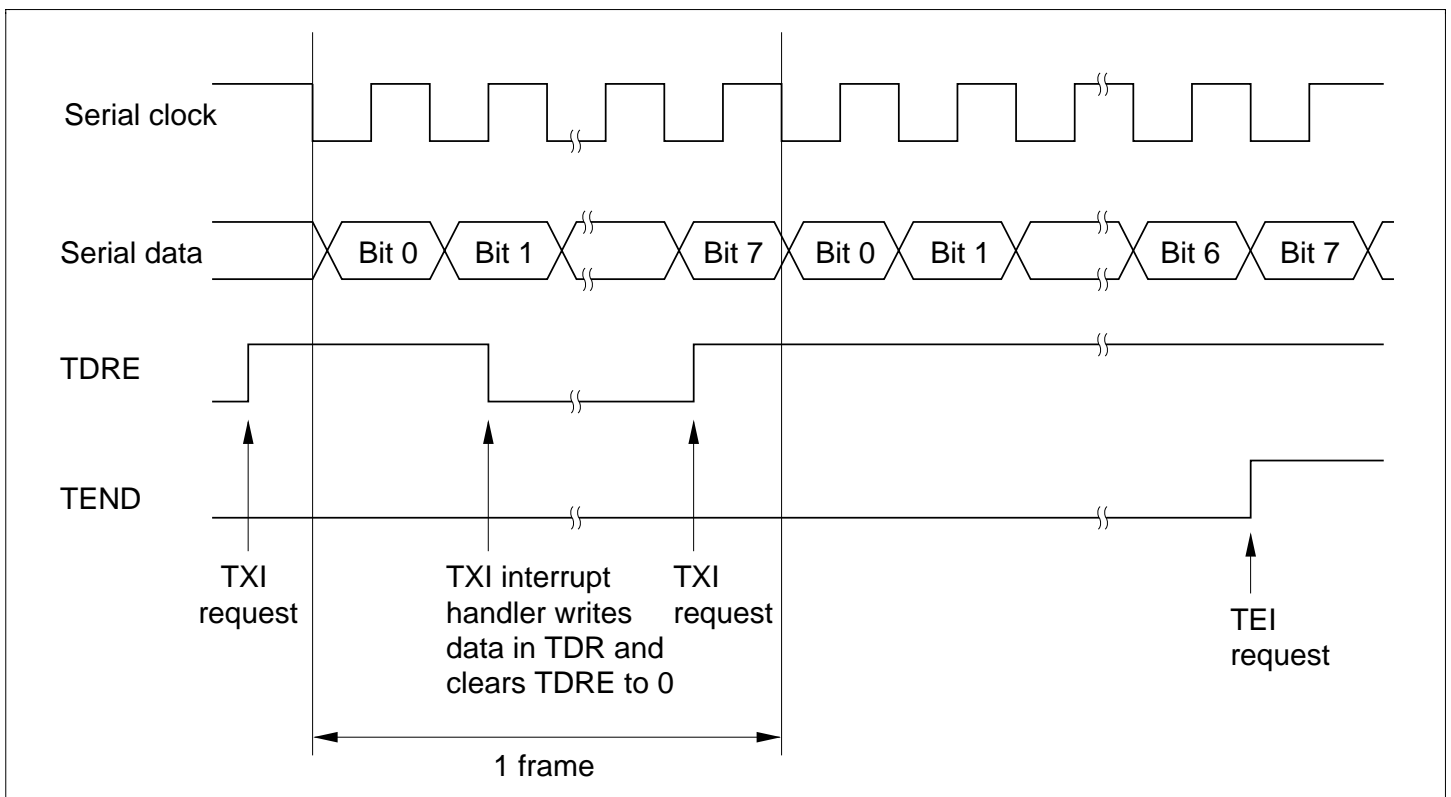 Serial clock
Serial data
Bit 0
Bit 1
Bit 7
Bit 0
Bit 1
Bit 6
Bit 7
TDRE
TEND
TXI
request
TXI interrupt
handler writes
data in TDR and
clears TDRE to 0
TXI
request
TEI
request
1 frame